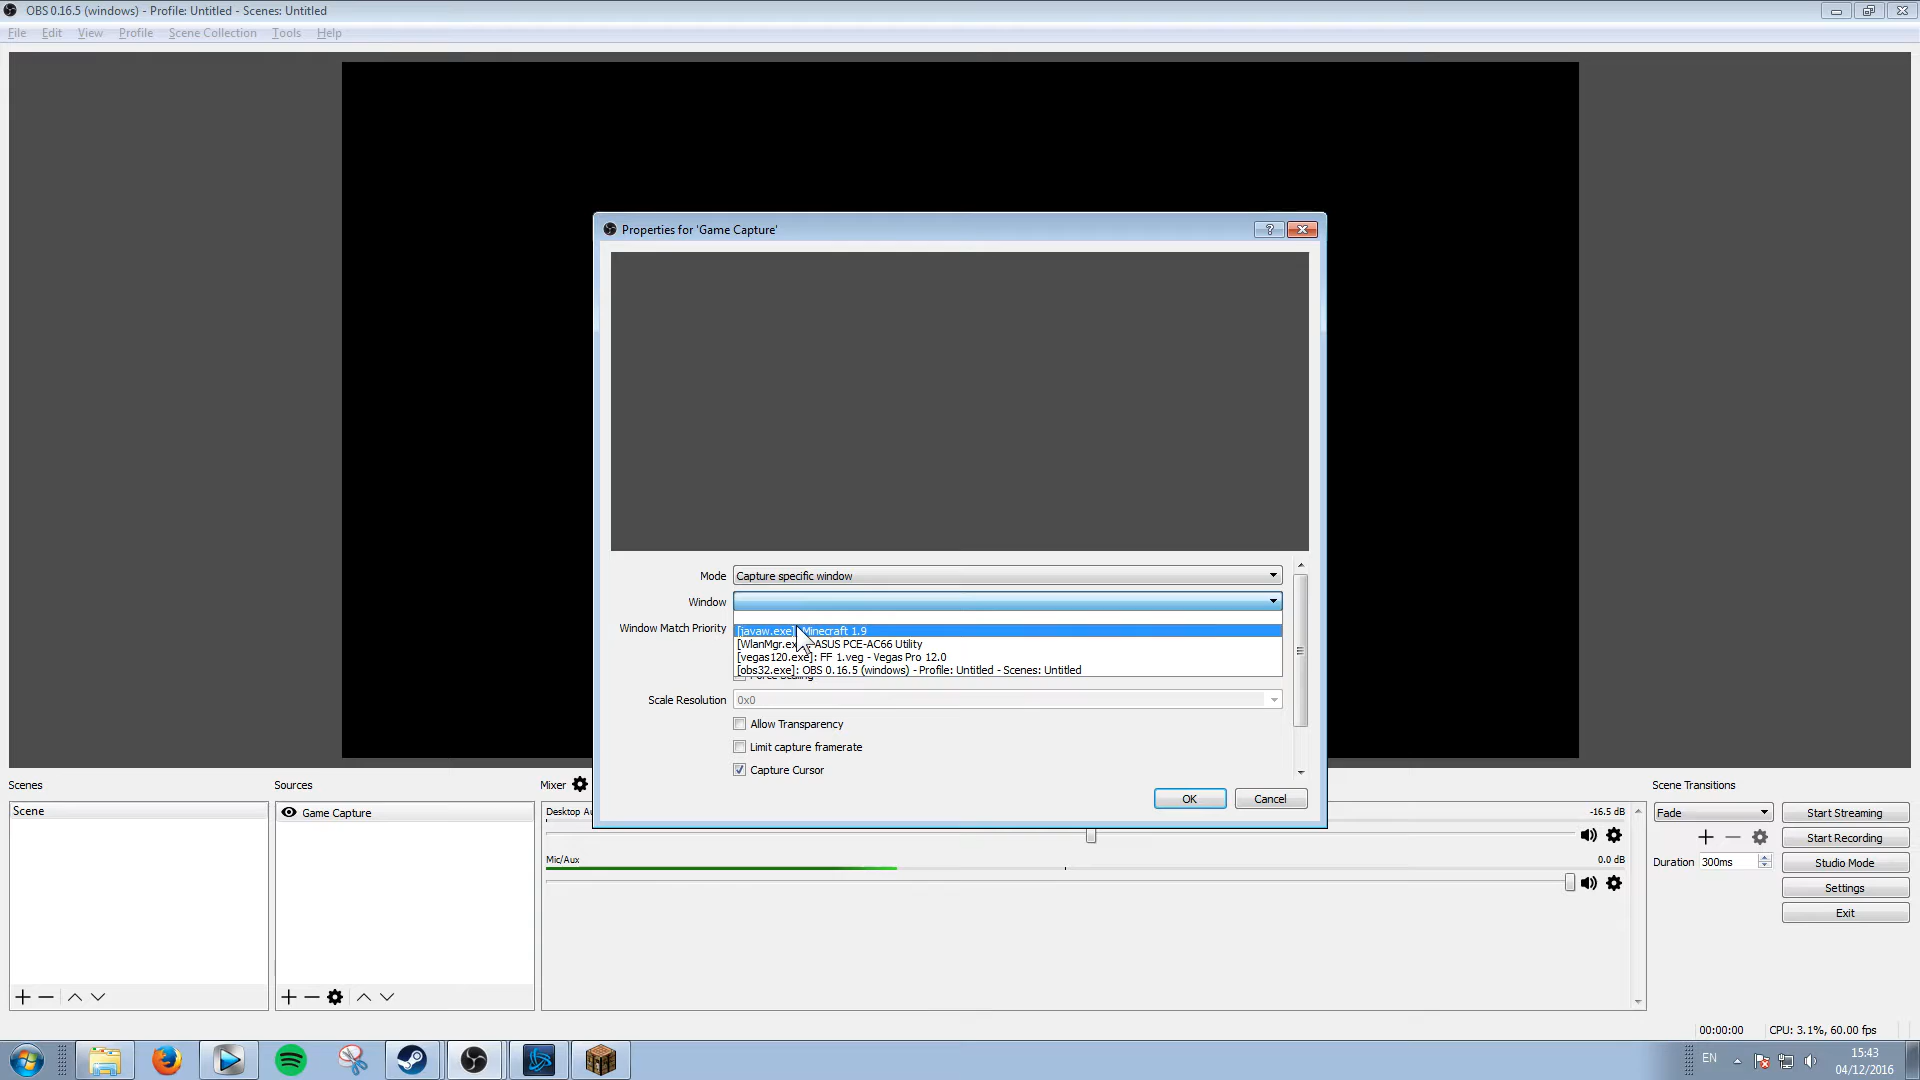 OBS 0.16.5 (windows) - Profile: Untitled - Scenes: Untitled
File Edit View Profile Scene Collection Tools Help
Properties for 'Game Capture'
?
Mode Capture specific window
Window
Window Match Priority
[javaw.exe]: Minecraft 1.9
ASUS PCE-AC66 Utility
[vegas120.exe]: FF 1.veg - Vegas Pro 12.0
[obs32.exe]: OBS 0.16.5 (windows) - Profile: Untitled - Scenes: Untitled
Scale Resolution 0x0
Allow Transparency
Limit capture framerate
Capture Cursor
OK Cancel
Scenes
Scene
Sources
Game Capture
Mixer
Desktop
-16.5 dB
Mic/Aux
0.0 dB
Scene Transitions
Fade
Duration 300ms
Start Streaming
Start Recording
Studio Mode
Settings
Exit
00:00:00 CPU: 3.1%, 60.00 fps
EN
15:43
04/12/2016